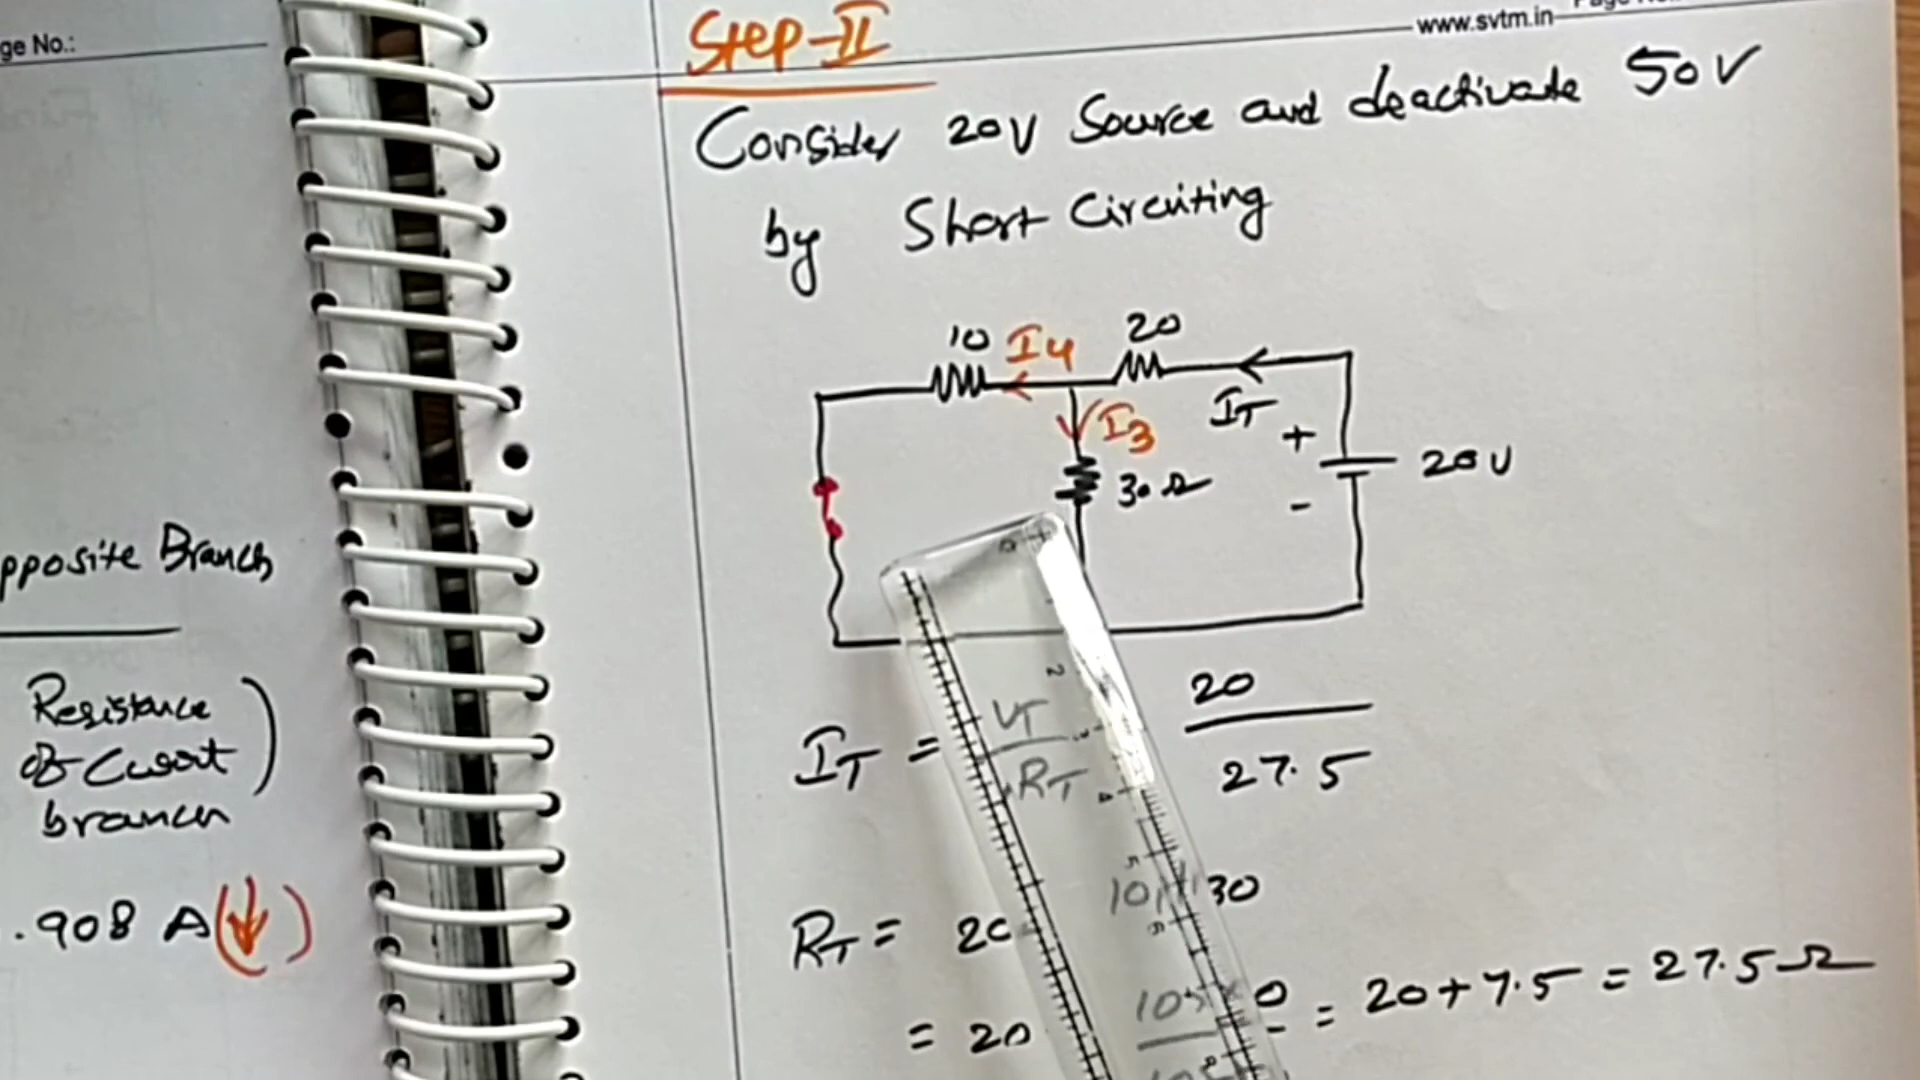 ge No.:
www.svtm.in
Step-II
Consider 20V Source and deactivate 50V
by Short Circuiting
10 I4 20
I3 IT
30Ω + 20V
-
pposite Branch
Resistance
branch
.908 A(↓)
IT = VT/RT 20/27.5
RT = 20 10||30
= 20 = 20+7.5 = 27.5Ω